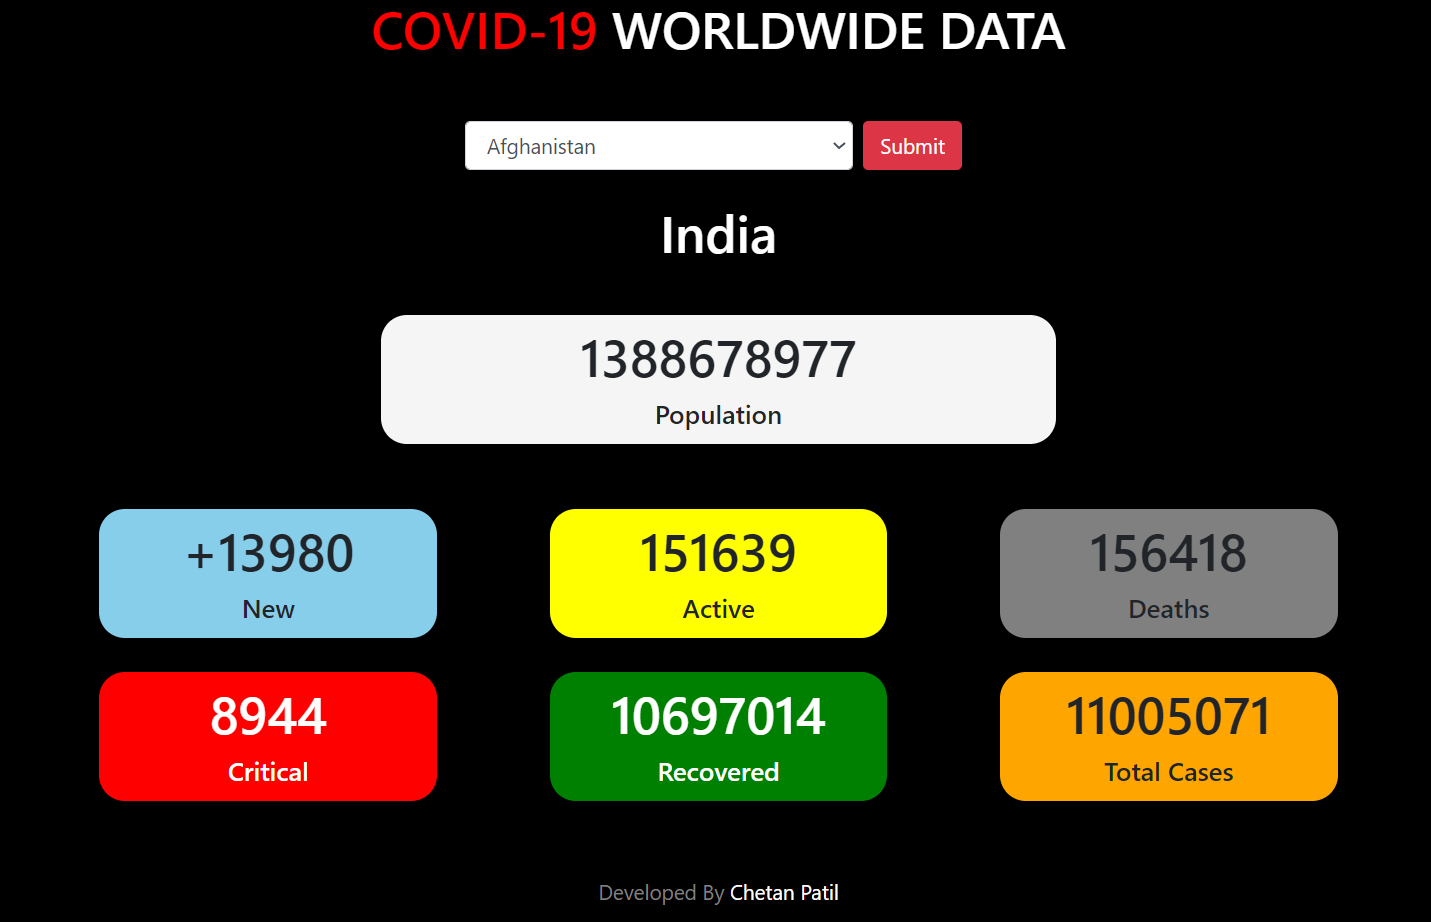 COVID-19 WORLDWIDE DATA
Afghanistan
Submit
India
1388678977
Population
+13980
New
151639
Active
156418
Deaths
8944
Critical
10697014
Recovered
11005071
Total Cases
Developed By Chetan Patil